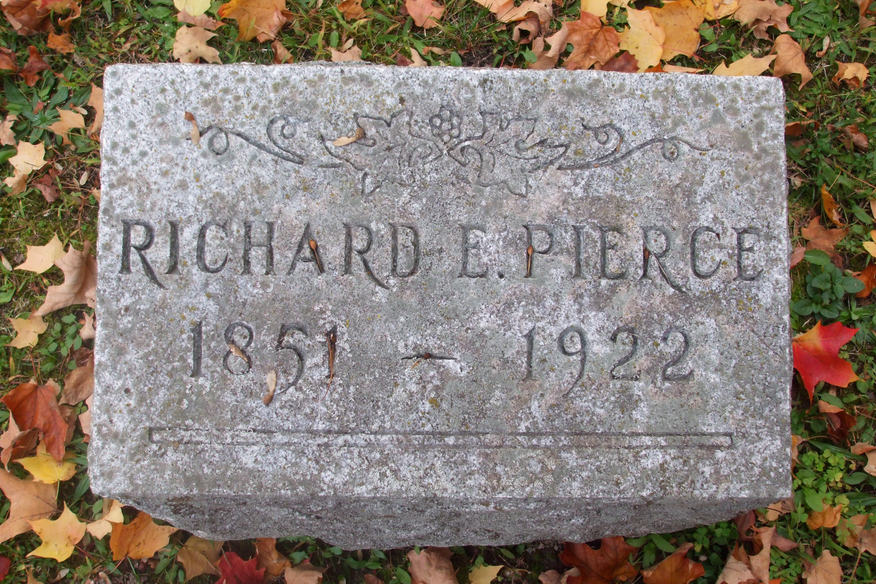 RICHARD E. PIERCE
1851 - 1922